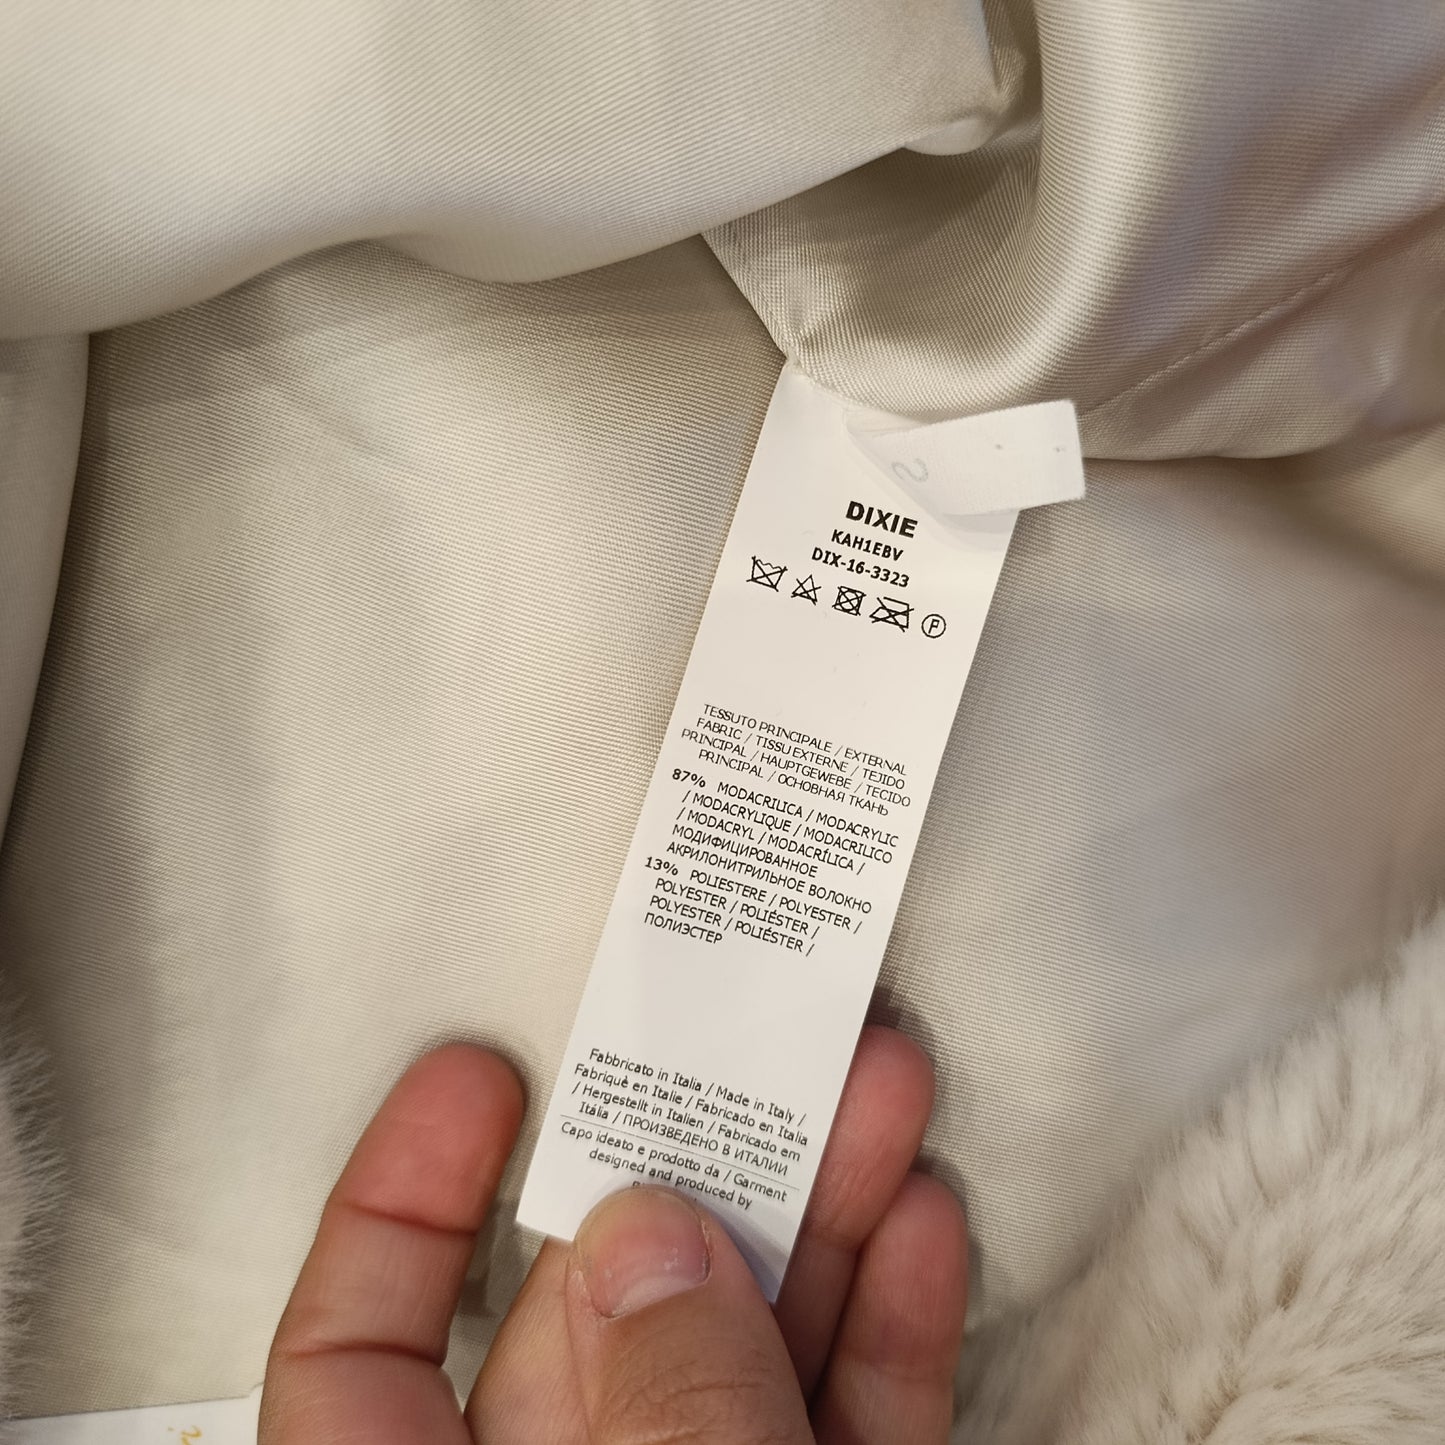 S
DIXIE
KAH1EBV
DIX-16-3323
P
TESSUTO PRINCIPALE / EXTERNAL
FABRIC / TISSU EXTERNE / TEJIDO
PRINCIPAL / HAUPTGEWEBE / TECIDO
PRINCIPAL / ОСНОВНАЯ ТКАНЬ
87% MODACRILICA / MODACRYLIC
/ MODACRYLIQUE / MODACRILICO
/ MODACRYL / MODACRÍLICA /
МОДИФИЦИРОВАННОЕ
АКРИЛОНИТРИЛЬНОЕ ВОЛОКНО
13% POLIESTERE / POLYESTER /
POLYESTER / POLIÉSTER /
POLYESTER / POLIÉSTER /
ПОЛИЭСТЕР
Fabbricato in Italia / Made in Italy /
Fabriquè en Italie / Fabricado en Italia
/ Hergestellt in Italien / Fabricado em
Itália / ПРОИЗВЕДЕНО В ИТАЛИИ
Capo ideato e prodotto da / Garment
designed and produced by